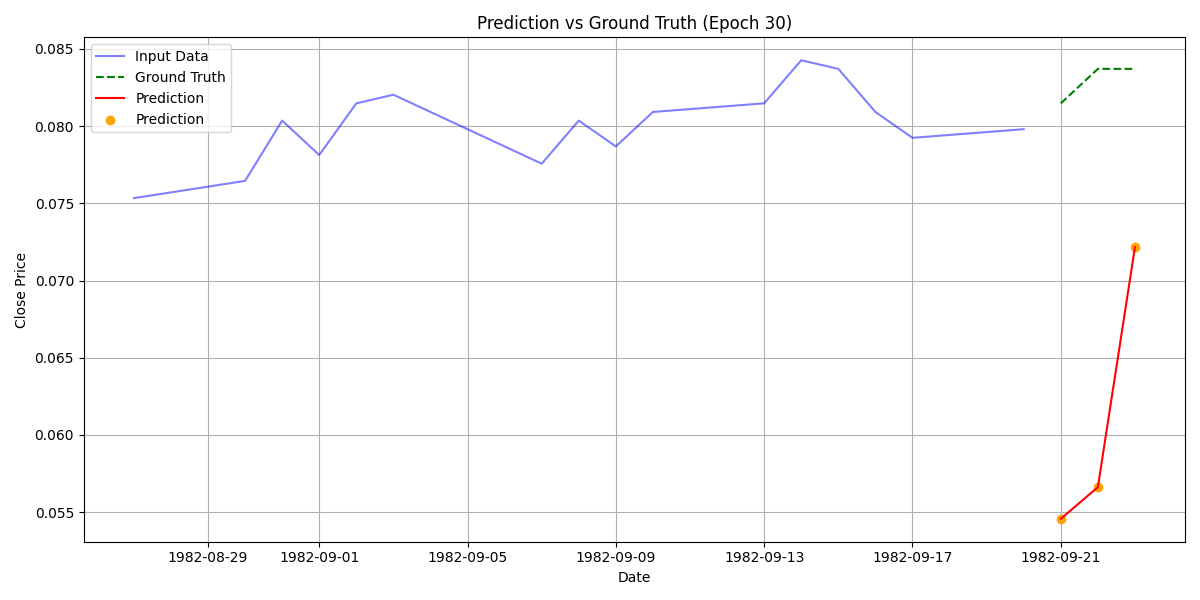 Prediction vs Ground Truth (Epoch 30)
Input Data
Ground Truth
Prediction
Prediction
Close Price
0.085
0.080
0.075
0.070
0.065
0.060
0.055
1982-08-29 1982-09-01 1982-09-05 1982-09-09 1982-09-13 1982-09-17 1982-09-21
Date